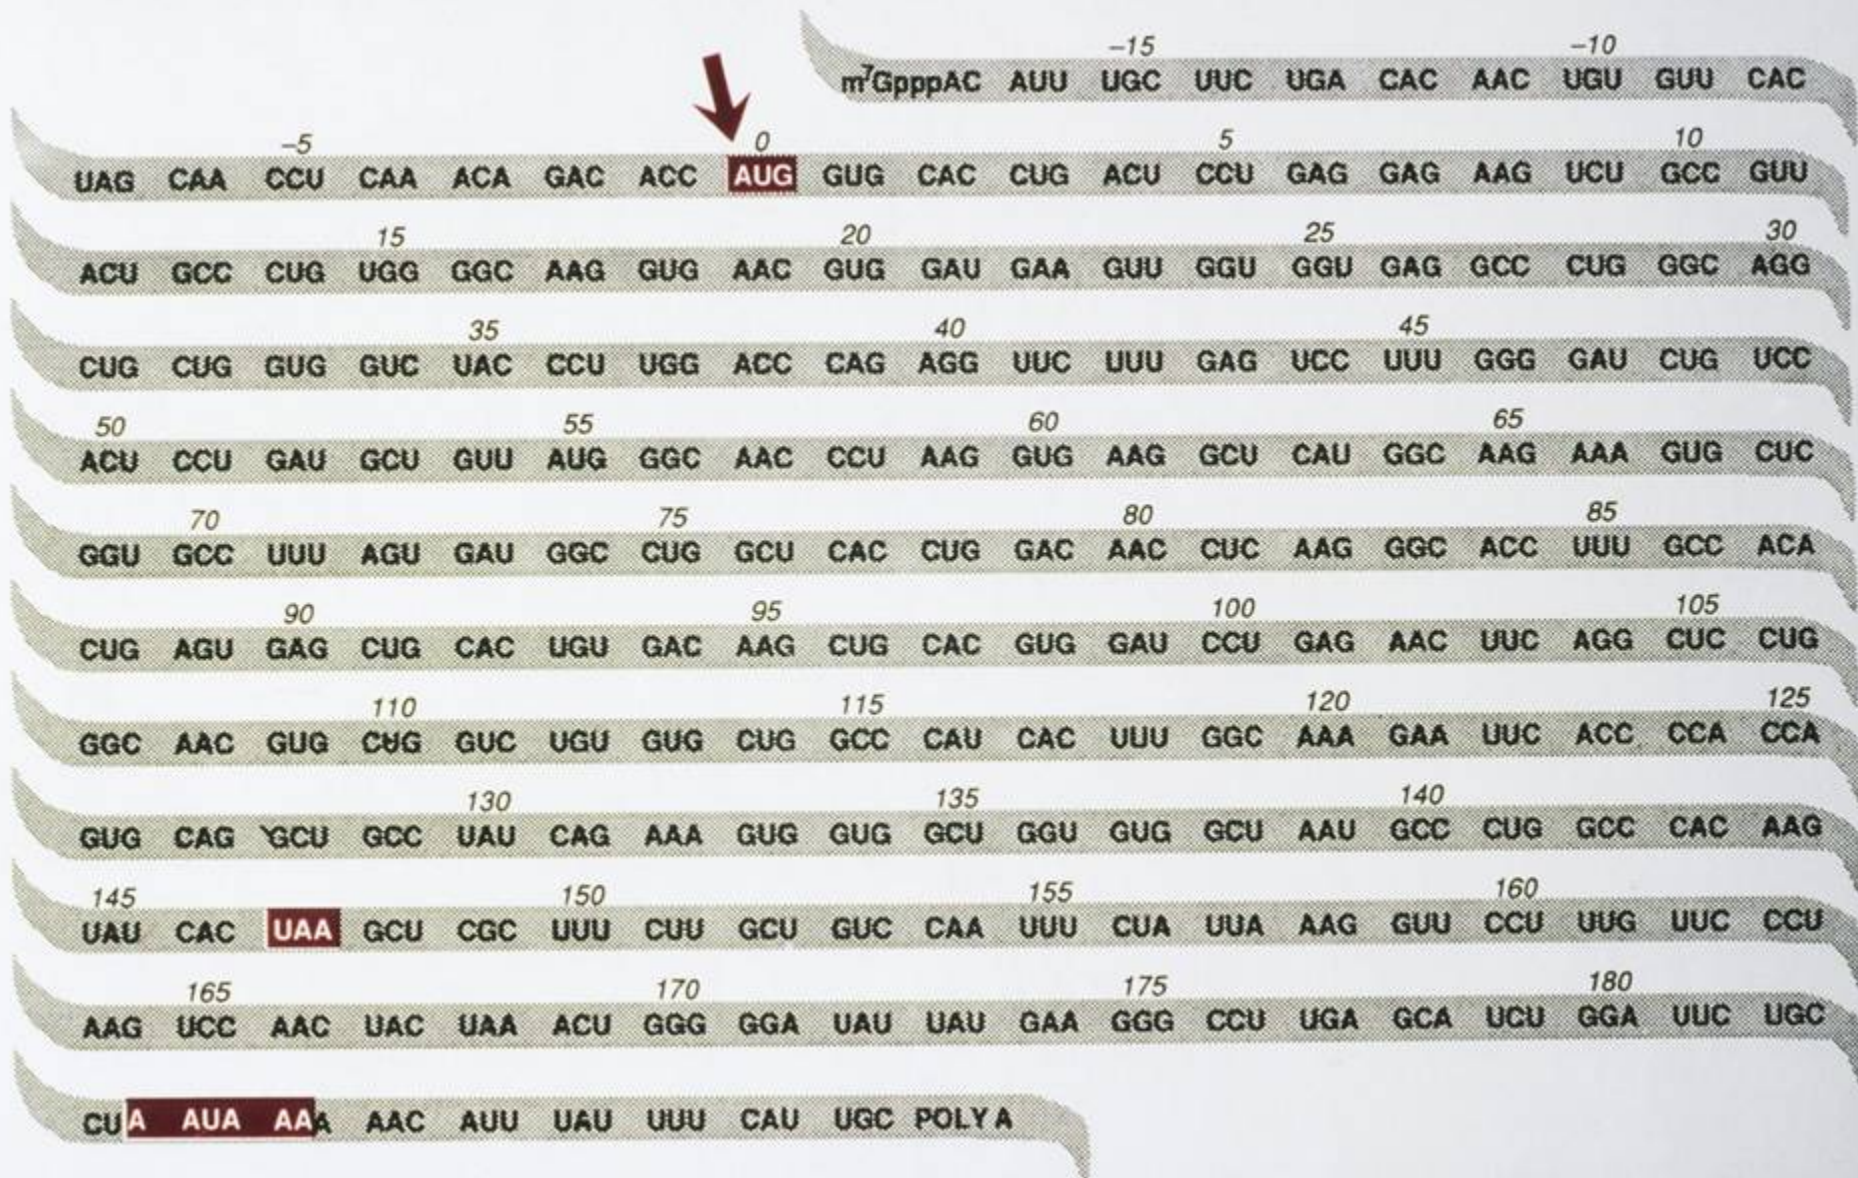 –15 –10
m⁷GpppAC AUU UGC UUC UGA CAC AAC UGU GUU CAC
–5 0 5 10
UAG CAA CCU CAA ACA GAC ACC AUG GUG CAC CUG ACU CCU GAG GAG AAG UCU GCC GUU
15 20 25 30
ACU GCC CUG UGG GGC AAG GUG AAC GUG GAU GAA GUU GGU GGU GAG GCC CUG GGC AGG
35 40 45
CUG CUG GUG GUC UAC CCU UGG ACC CAG AGG UUC UUU GAG UCC UUU GGG GAU CUG UCC
50 55 60 65
ACU CCU GAU GCU GUU AUG GGC AAC CCU AAG GUG AAG GCU CAU GGC AAG AAA GUG CUC
70 75 80 85
GGU GCC UUU AGU GAU GGC CUG GCU CAC CUG GAC AAC CUC AAG GGC ACC UUU GCC ACA
90 95 100 105
CUG AGU GAG CUG CAC UGU GAC AAG CUG CAC GUG GAU CCU GAG AAC UUC AGG CUC CUG
110 115 120 125
GGC AAC GUG CUG GUC UGU GUG CUG GCC CAU CAC UUU GGC AAA GAA UUC ACC CCA CCA
130 135 140
GUG CAG GCU GCC UAU CAG AAA GUG GUG GCU GGU GUG GCU AAU GCC CUG GCC CAC AAG
145 150 155 160
UAU CAC UAA GCU CGC UUU CUU GCU GUC CAA UUU CUA UUA AAG GUU CCU UUG UUC CCU
165 170 175 180
AAG UCC AAC UAC UAA ACU GGG GGA UAU UAU GAA GGG CCU UGA GCA UCU GGA UUC UGC
CUA AUA AAA AAC AUU UAU UUU CAU UGC POLY A